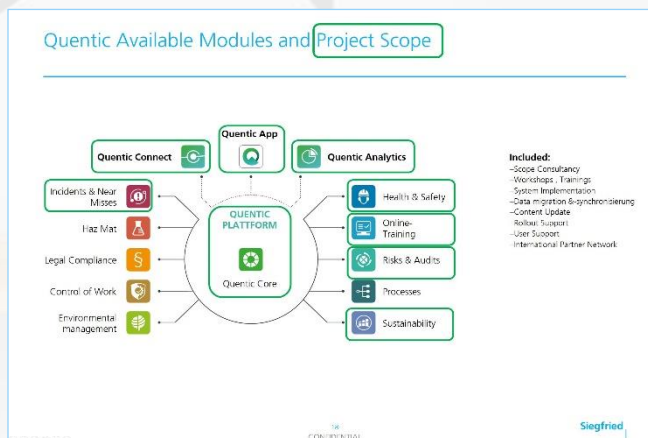 Quentic Available Modules and Project Scope
Quentic App
Quentic Connect
Quentic Analytics
Incidents & Near
Misses
Haz Mat
Legal Compliance
Control of Work
Environmental
management
QUENTIC
PLATTFORM
Quentic Core
Health & Safety
Online-
Training
Risks & Audits
Processes
Sustainability
Included:
-Scope Consultancy
-Workshops , Trainings
-System Implementation
-Data migration &-synchronisierung
-Content Update
-Rollout Support
-User Support
-International Partner Network
CONFIDENTIAL
Siegfried